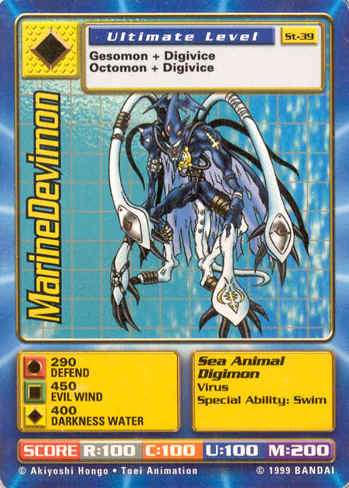 Ultimate Level
St-39
Gesomon + Digivice
Octomon + Digivice
MarineDevimon
290
DEFEND
450
EVIL WIND
400
DARKNESS WATER
Sea Animal
Digimon
Virus
Special Ability: Swim
SCORE R:100 C:100 U:100 M:200
© Akiyoshi Hongo • Toei Animation © 1999 BANDAI